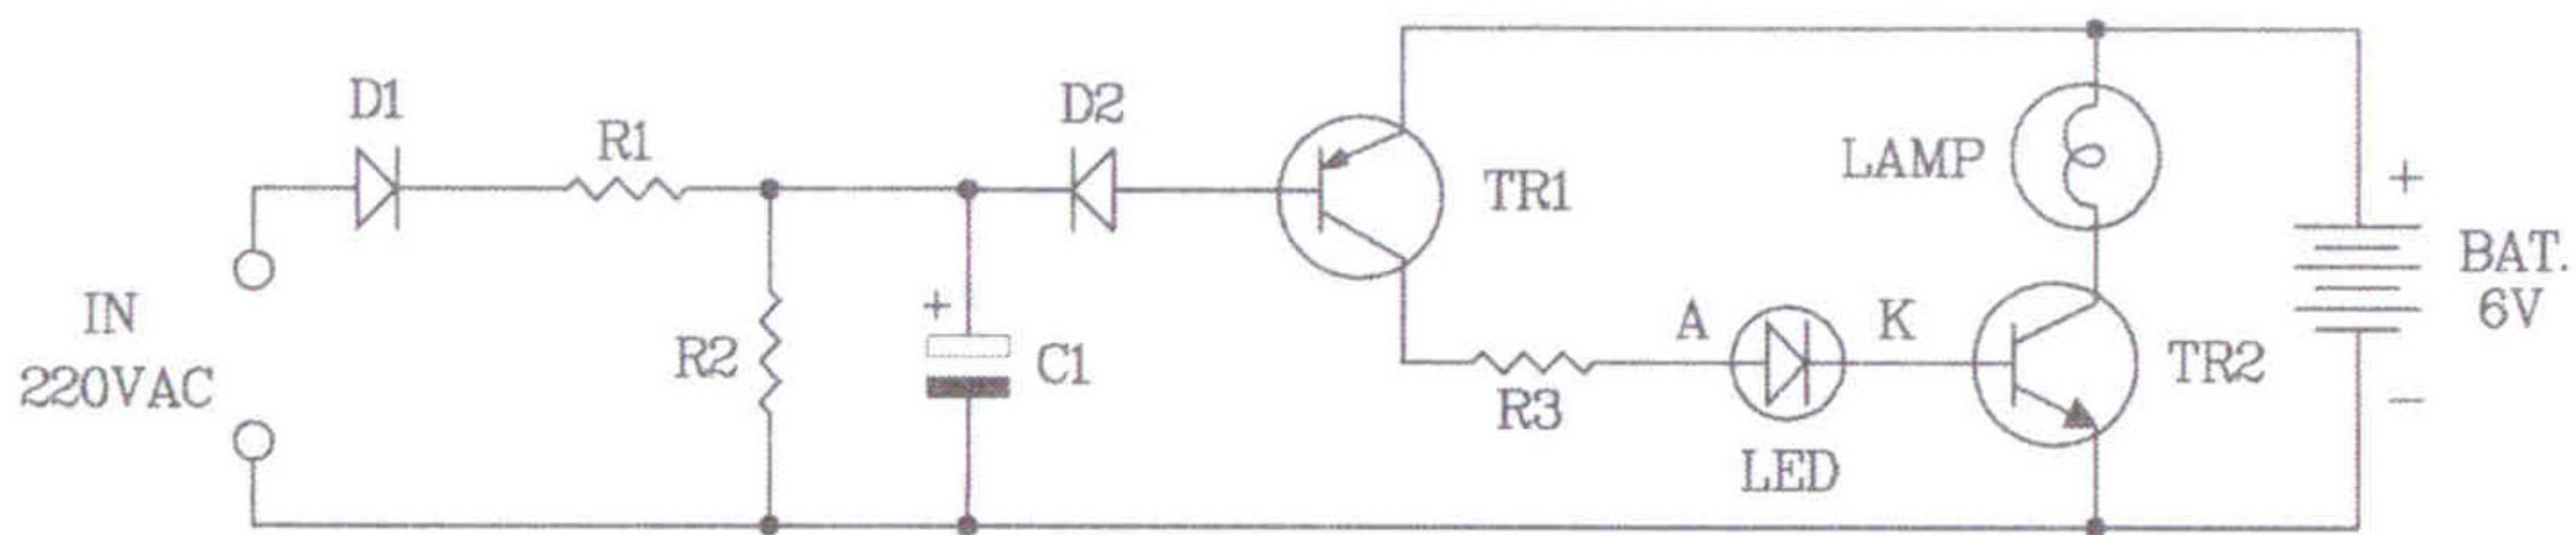 D1
R1
D2
TR1
LAMP
+
BAT.
6V
−
IN
220VAC
R2
+
C1
R3
A
K
LED
TR2